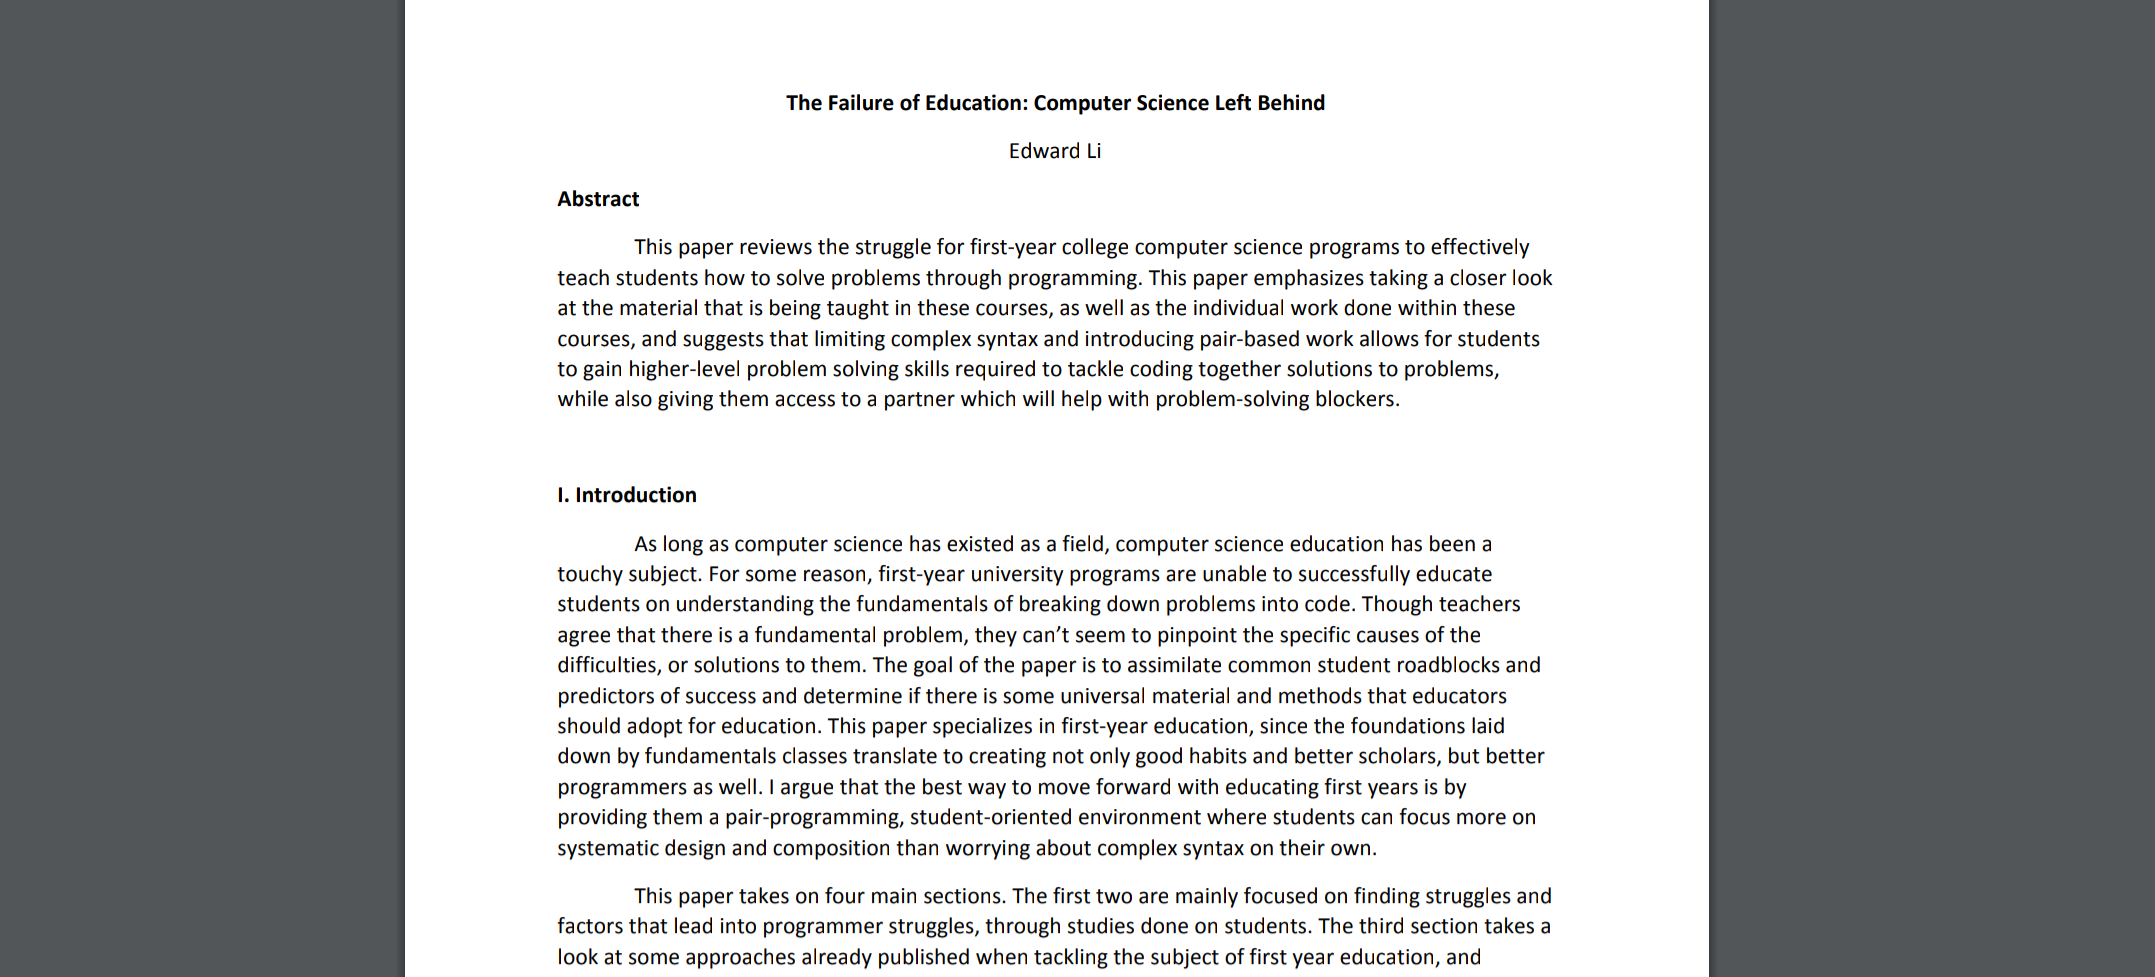 The Failure of Education: Computer Science Left Behind
Edward Li
Abstract
This paper reviews the struggle for first-year college computer science programs to effectively
teach students how to solve problems through programming. This paper emphasizes taking a closer look
at the material that is being taught in these courses, as well as the individual work done within these
courses, and suggests that limiting complex syntax and introducing pair-based work allows for students
to gain higher-level problem solving skills required to tackle coding together solutions to problems,
while also giving them access to a partner which will help with problem-solving blockers.
I. Introduction
As long as computer science has existed as a field, computer science education has been a
touchy subject. For some reason, first-year university programs are unable to successfully educate
students on understanding the fundamentals of breaking down problems into code. Though teachers
agree that there is a fundamental problem, they can’t seem to pinpoint the specific causes of the
difficulties, or solutions to them. The goal of the paper is to assimilate common student roadblocks and
predictors of success and determine if there is some universal material and methods that educators
should adopt for education. This paper specializes in first-year education, since the foundations laid
down by fundamentals classes translate to creating not only good habits and better scholars, but better
programmers as well. I argue that the best way to move forward with educating first years is by
providing them a pair-programming, student-oriented environment where students can focus more on
systematic design and composition than worrying about complex syntax on their own.
This paper takes on four main sections. The first two are mainly focused on finding struggles and
factors that lead into programmer struggles, through studies done on students. The third section takes a
look at some approaches already published when tackling the subject of first year education, and